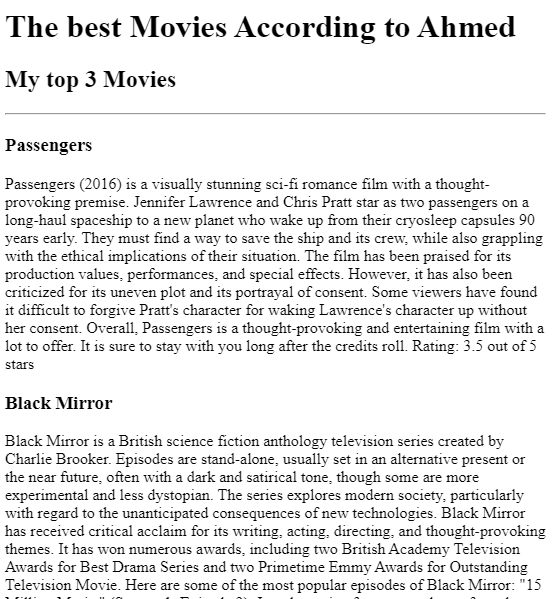 The best Movies According to Ahmed
My top 3 Movies
Passengers
Passengers (2016) is a visually stunning sci-fi romance film with a thought-
provoking premise. Jennifer Lawrence and Chris Pratt star as two passengers on a
long-haul spaceship to a new planet who wake up from their cryosleep capsules 90
years early. They must find a way to save the ship and its crew, while also grappling
with the ethical implications of their situation. The film has been praised for its
production values, performances, and special effects. However, it has also been
criticized for its uneven plot and its portrayal of consent. Some viewers have found
it difficult to forgive Pratt's character for waking Lawrence's character up without
her consent. Overall, Passengers is a thought-provoking and entertaining film with a
lot to offer. It is sure to stay with you long after the credits roll. Rating: 3.5 out of 5
stars
Black Mirror
Black Mirror is a British science fiction anthology television series created by
Charlie Brooker. Episodes are stand-alone, usually set in an alternative present or
the near future, often with a dark and satirical tone, though some are more
experimental and less dystopian. The series explores modern society, particularly
with regard to the unanticipated consequences of new technologies. Black Mirror
has received critical acclaim for its writing, acting, directing, and thought-provoking
themes. It has won numerous awards, including two British Academy Television
Awards for Best Drama Series and two Primetime Emmy Awards for Outstanding
Television Movie. Here are some of the most popular episodes of Black Mirror: "15